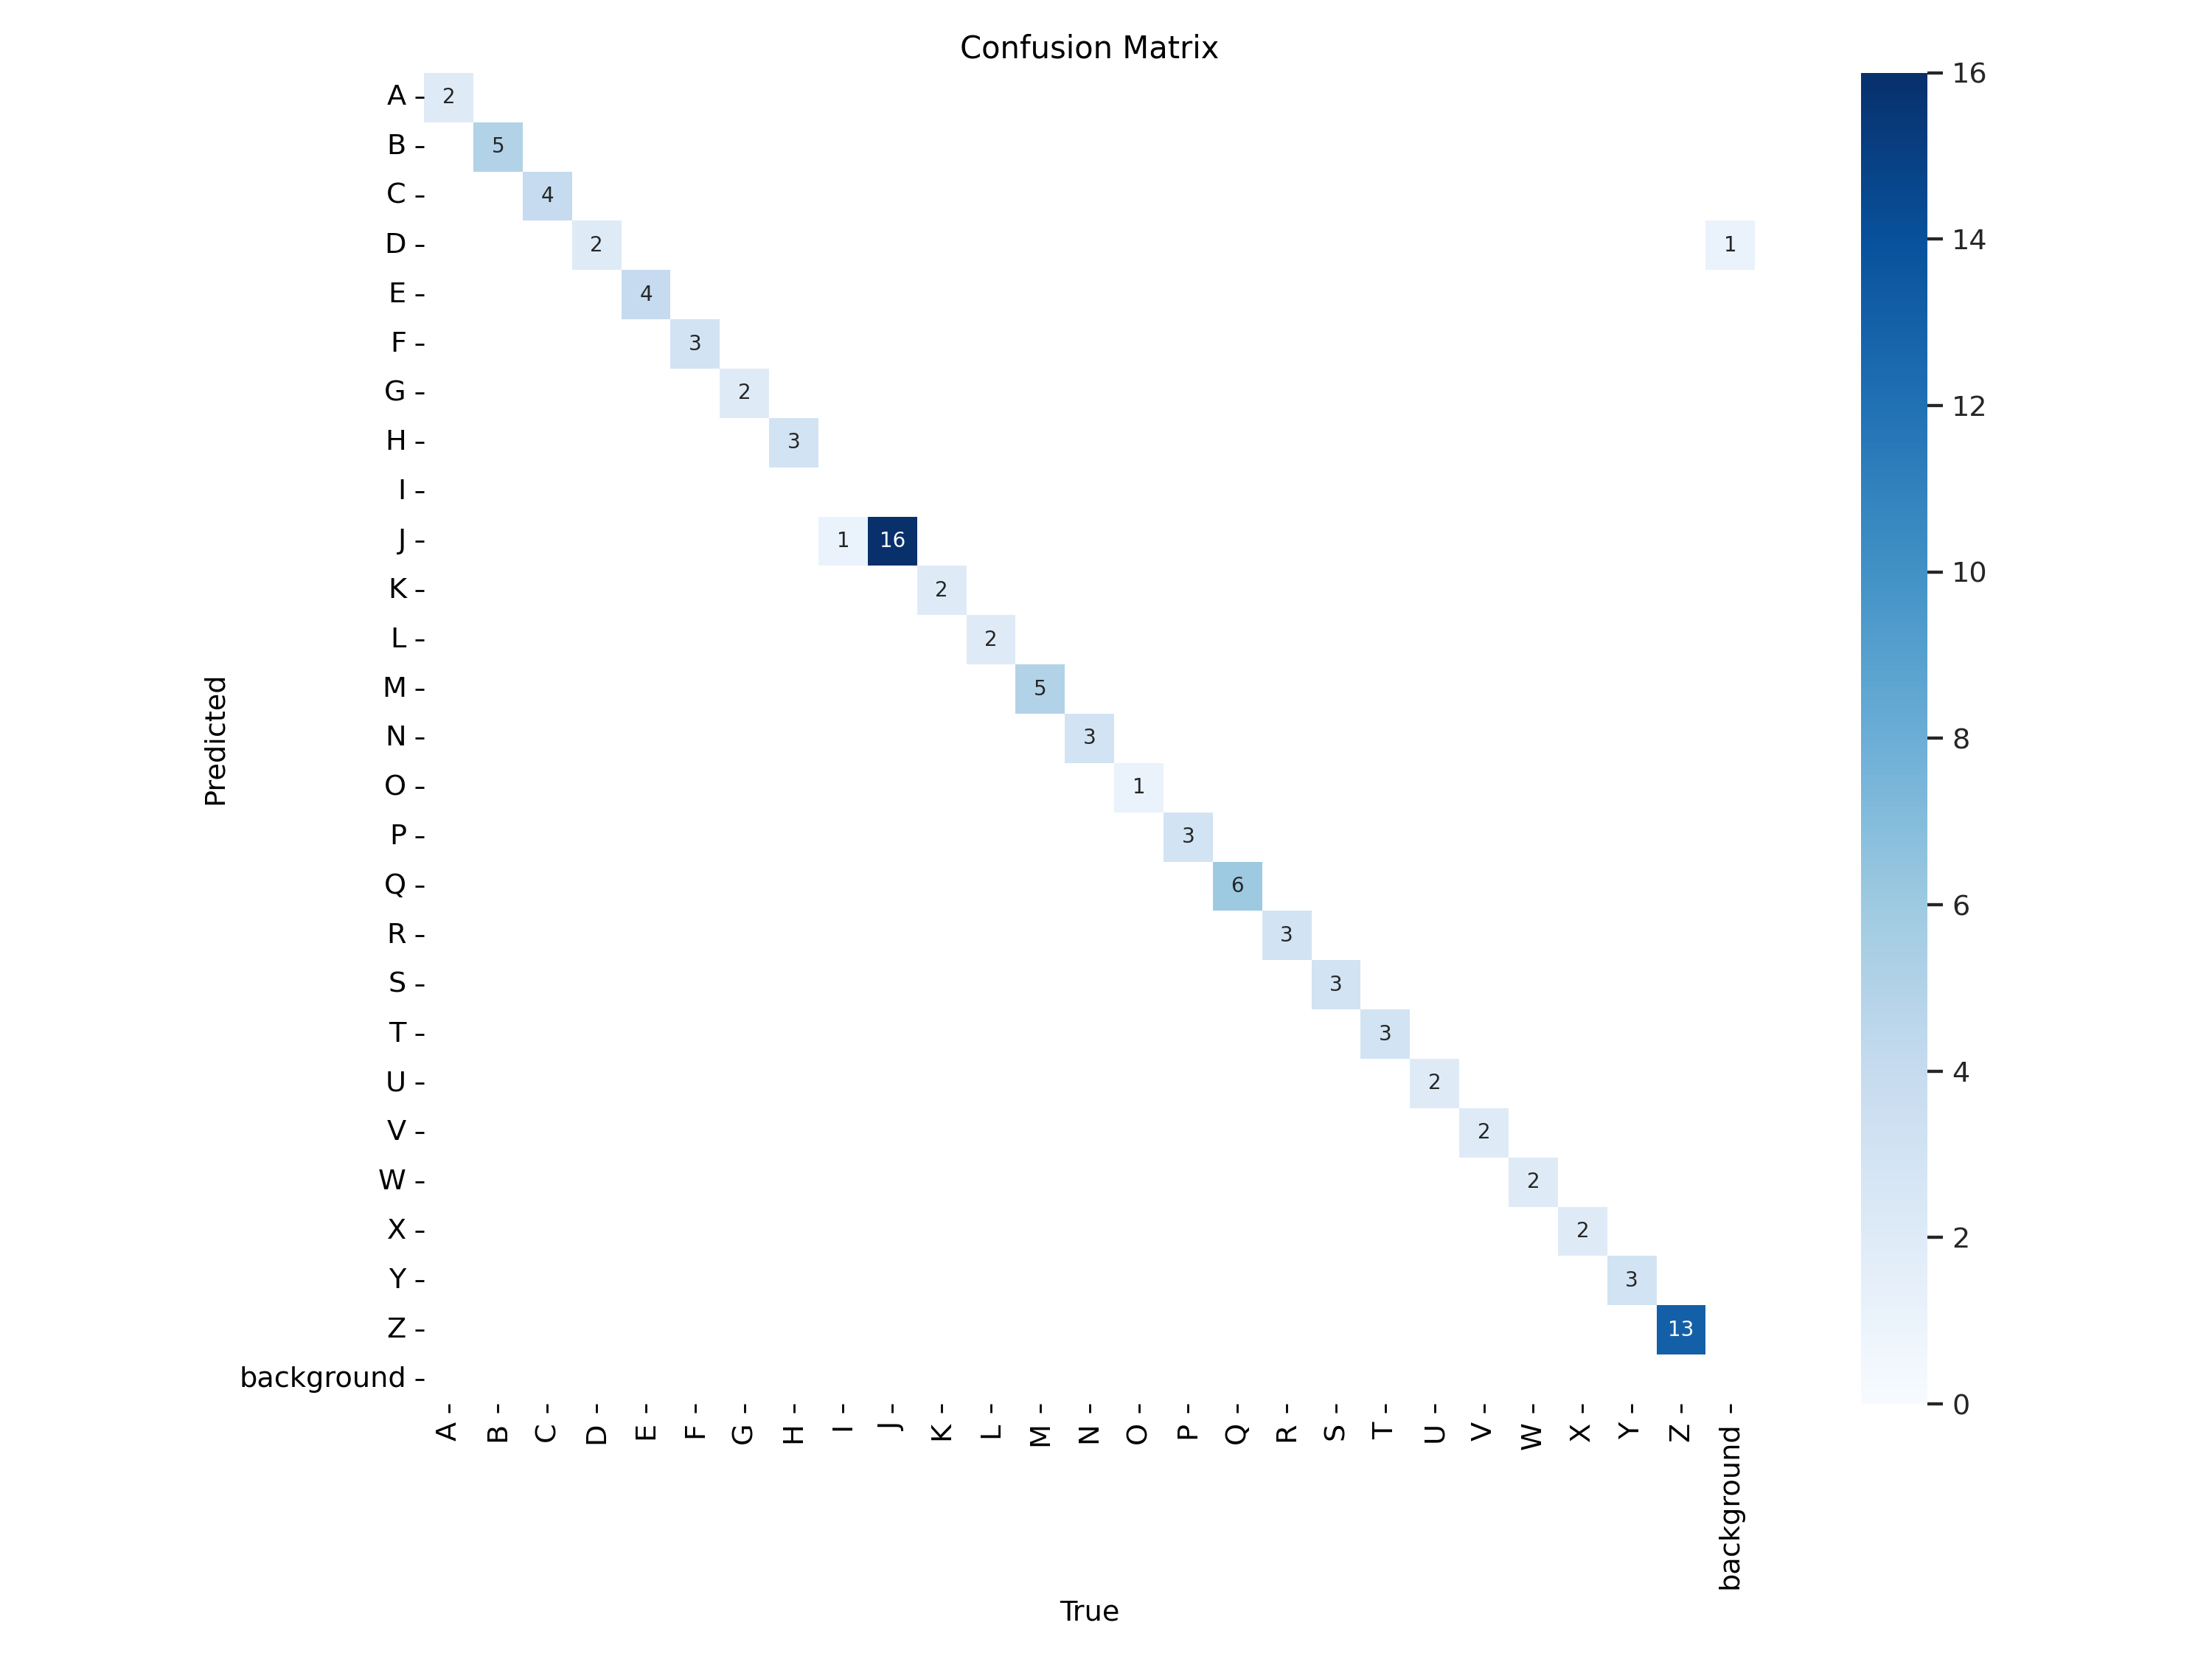 Confusion Matrix
A 2
B 5
C 4
D 2 1
E 4
F 3
G 2
H 3
I
J 1 16
K 2
L 2
M 5
N 3
O 1
P 3
Q 6
R 3
S 3
T 3
U 2
V 2
W 2
X 2
Y 3
Z 13
background
A B C D E F G H I J K L M N O P Q R S T U V W X Y Z background
True
Predicted
16
14
12
10
8
6
4
2
0